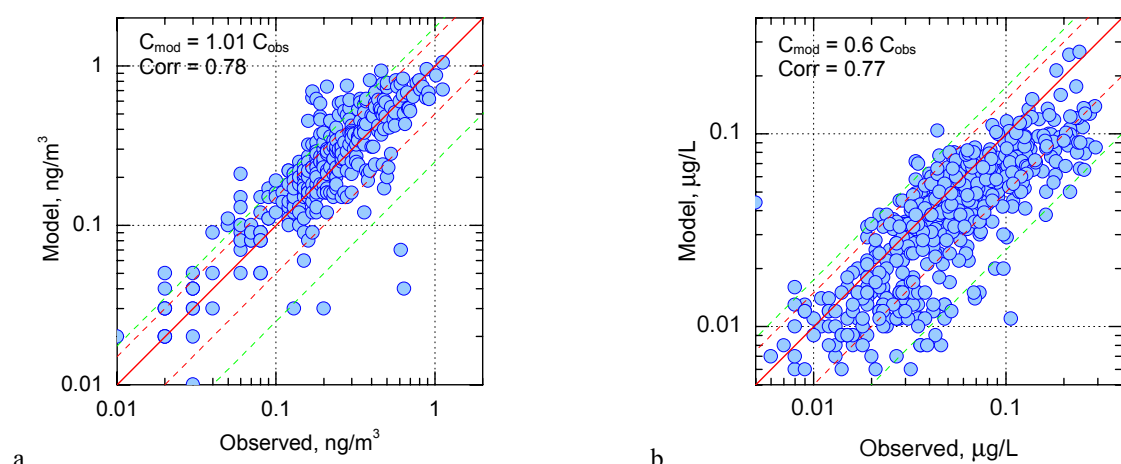 C_mod = 1.01 C_obs
Corr = 0.78
1
0.1
0.01
Model, ng/m³
0.01 0.1 1
Observed, ng/m³
a
C_mod = 0.6 C_obs
Corr = 0.77
0.1
0.01
Model, µg/L
0.01 0.1
Observed, µg/L
b